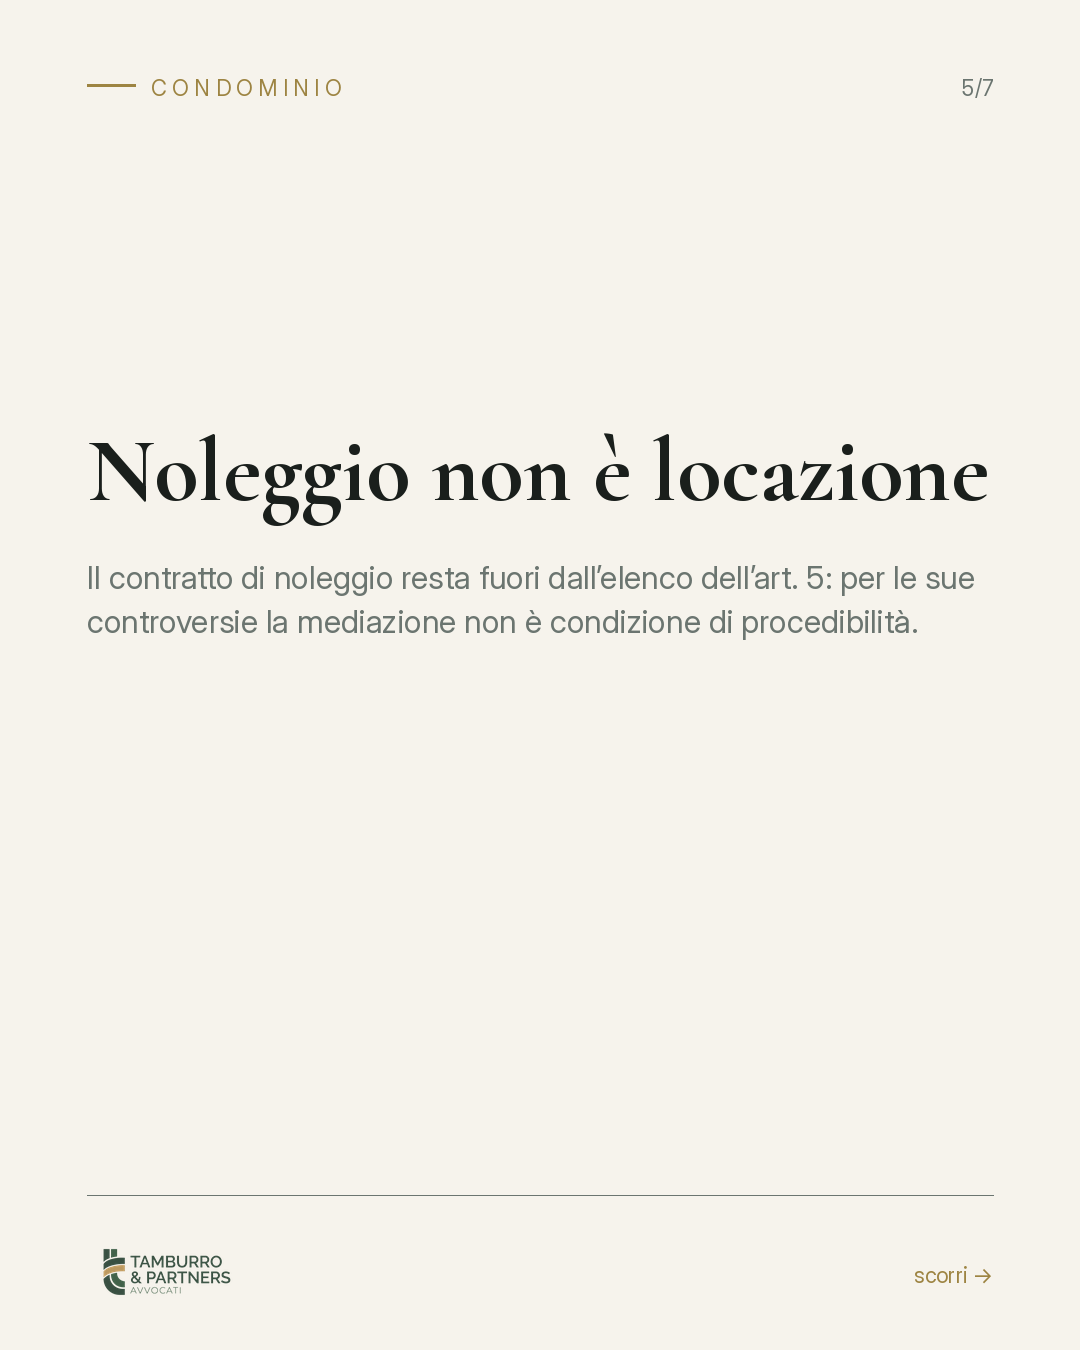 CONDOMINIO
5/7
Noleggio non è locazione
Il contratto di noleggio resta fuori dall’elenco dell’art. 5: per le sue
controversie la mediazione non è condizione di procedibilità.
TAMBURRO
& PARTNERS
AVVOCATI
scorri →